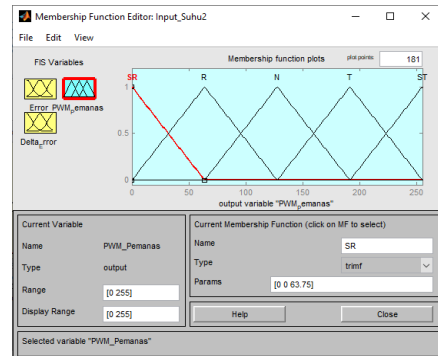 Membership Function Editor: Input_Suhu2
File Edit View
FIS Variables
Membership function plots
plot points:
181
Error PWM_pemanas
Delta_Error
SR R N T ST
1
0.5
0
0 50 100 150 200 250
output variable "PWM_pemanas"
Current Variable
Name PWM_Pemanas
Type output
Range [0 255]
Display Range [0 255]
Current Membership Function (click on MF to select)
Name SR
Type trimf
Params [0 0 63.75]
Help Close
Selected variable "PWM_Pemanas"